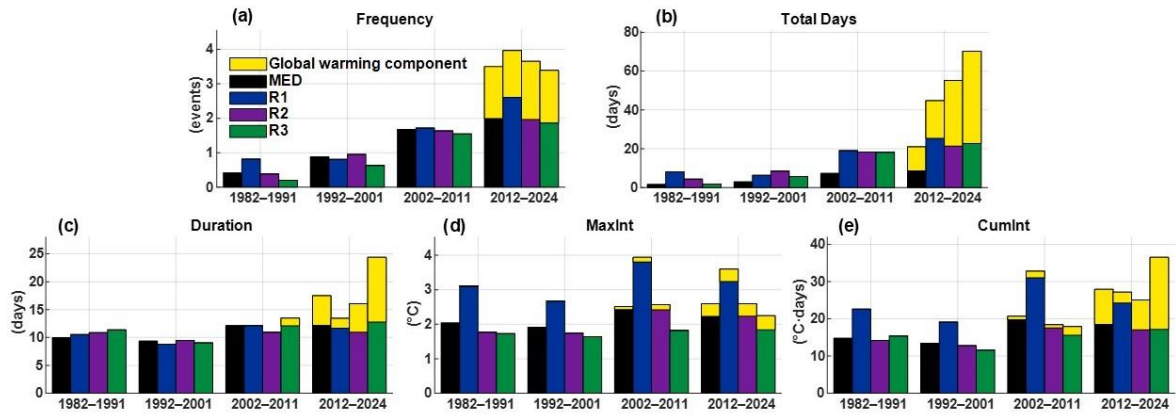 (a) Frequency
(events)
4
3
2
1
0
Global warming component
MED
R1
R2
R3
1982–1991 1992–2001 2002–2011 2012–2024
(b) Total Days
(days)
80
60
40
20
0
1982–1991 1992–2001 2002–2011 2012–2024
(c) Duration
(days)
25
20
15
10
5
0
1982–1991 1992–2001 2002–2011 2012–2024
(d) MaxInt
(°C)
4
3
2
1
0
1982–1991 1992–2001 2002–2011 2012–2024
(e) CumInt
(°C·days)
40
30
20
10
0
1982–1991 1992–2001 2002–2011 2012–2024